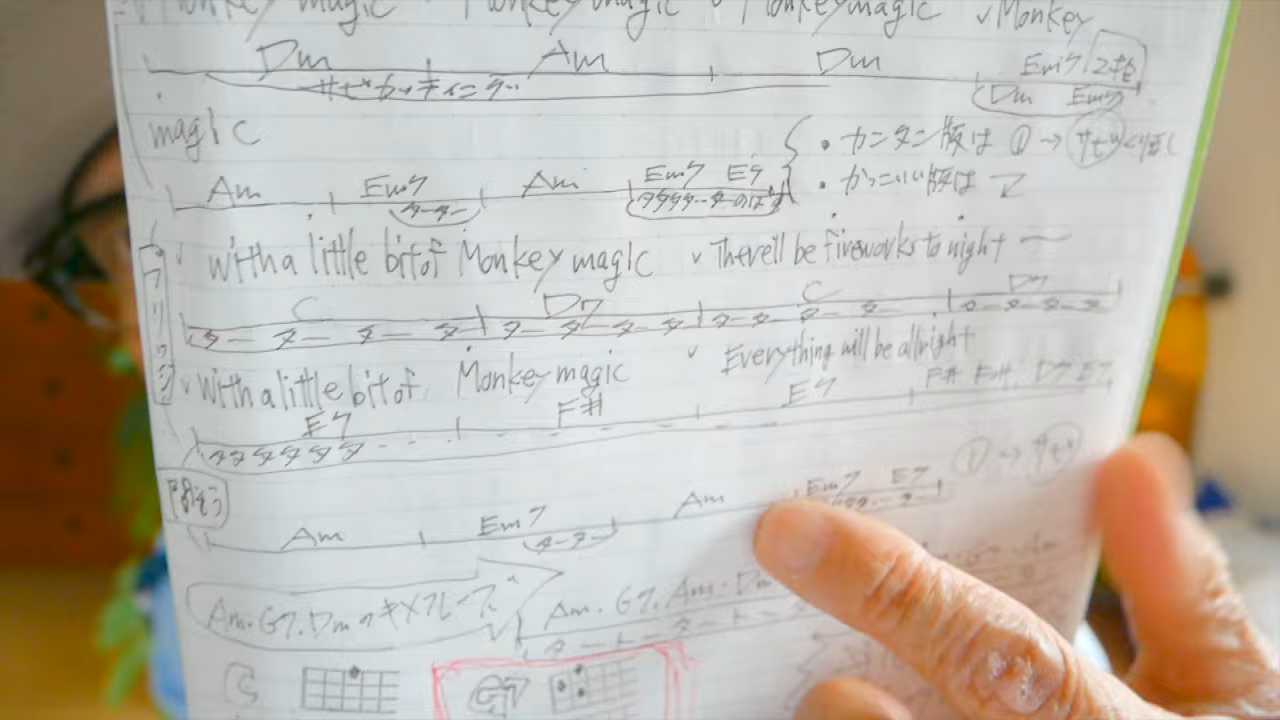 Monkey magic Monkey magic ✓ Monkey magic ✓ Monkey
Dm Am Dm Em7 2拍
サビカッティング Dm Em7
magic
・カンタン版は ① → サビくり返し
Am Em7 Am Em7 E7
ターター タタタタ・・ターのばす
・かっこいい版は
✓ with a little bit of Monkey magic ✓ There'll be fireworks tonight
C D7 C D7
ター ター ター ター ター ター ター ター ター ター ター ター ター ター ター ター
✓ with a little bit of Monkey magic ✓ Everything will be allright
E7 F# E7 F# F# D7 E7
タタタタタタ
① → サビ
間そう
Am Em7 Am Em7 E7
ターター
Am・G7・Dmのキメフレーズ Am・G7・Am・Dm
C G7